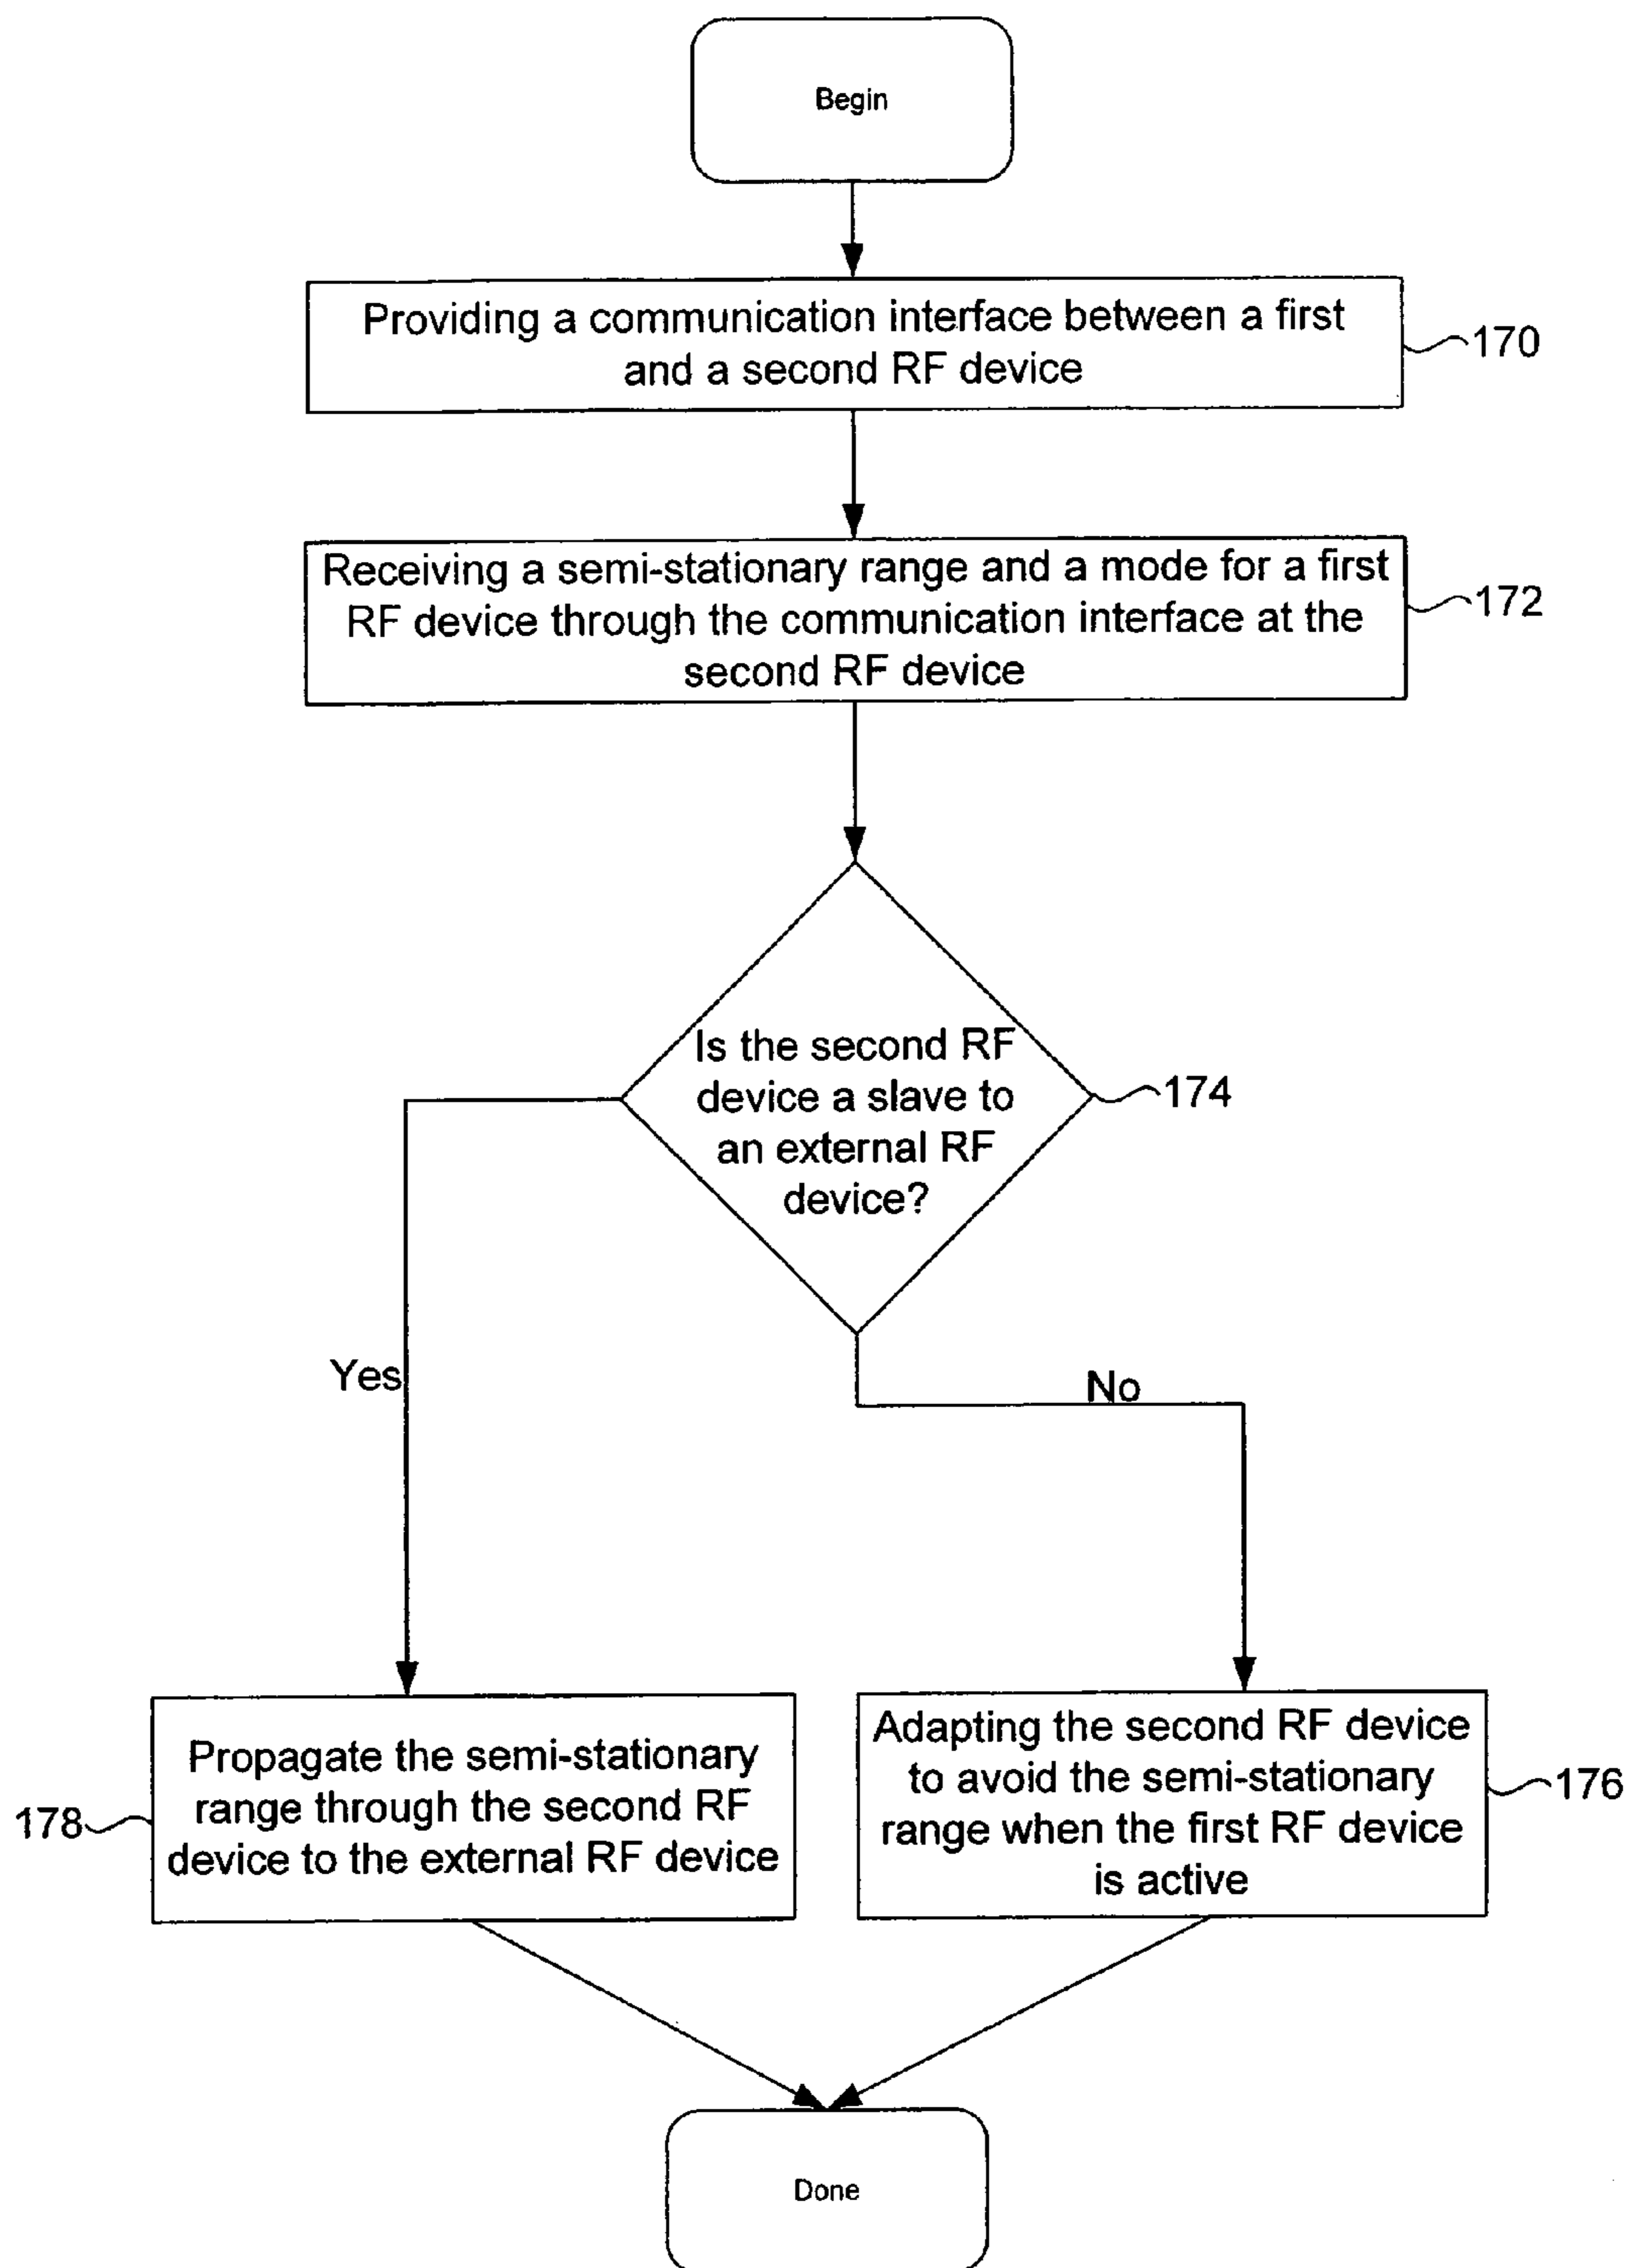 Begin
Providing a communication interface between a first
and a second RF device
170
Receiving a semi-stationary range and a mode for a first
RF device through the communication interface at the
second RF device
172
Is the second RF
device a slave to
an external RF
device?
174
Yes
No
Propagate the semi-stationary
range through the second RF
device to the external RF device
178
Adapting the second RF device
to avoid the semi-stationary
range when the first RF device
is active
176
Done